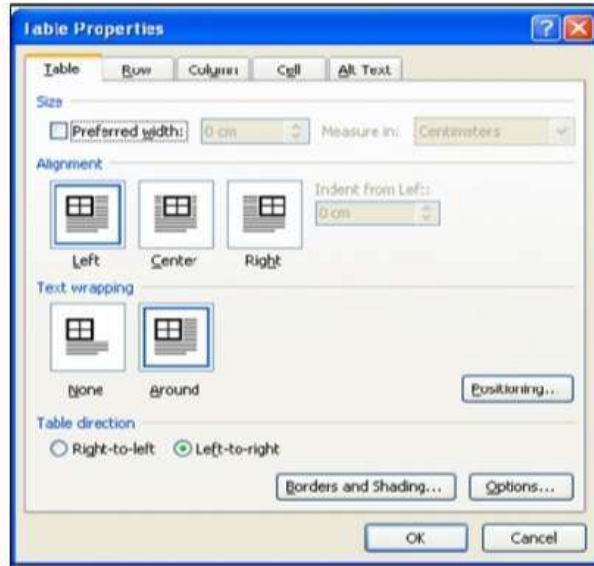 Table Properties
Table Row Column Cell Alt Text
Size
Preferred width: 0 cm Measure in: Centimeters
Alignment
Indent from Left:
0 cm
Left Center Right
Text wrapping
None Around
Positioning...
Table direction
Right-to-left Left-to-right
Borders and Shading... Options...
OK Cancel